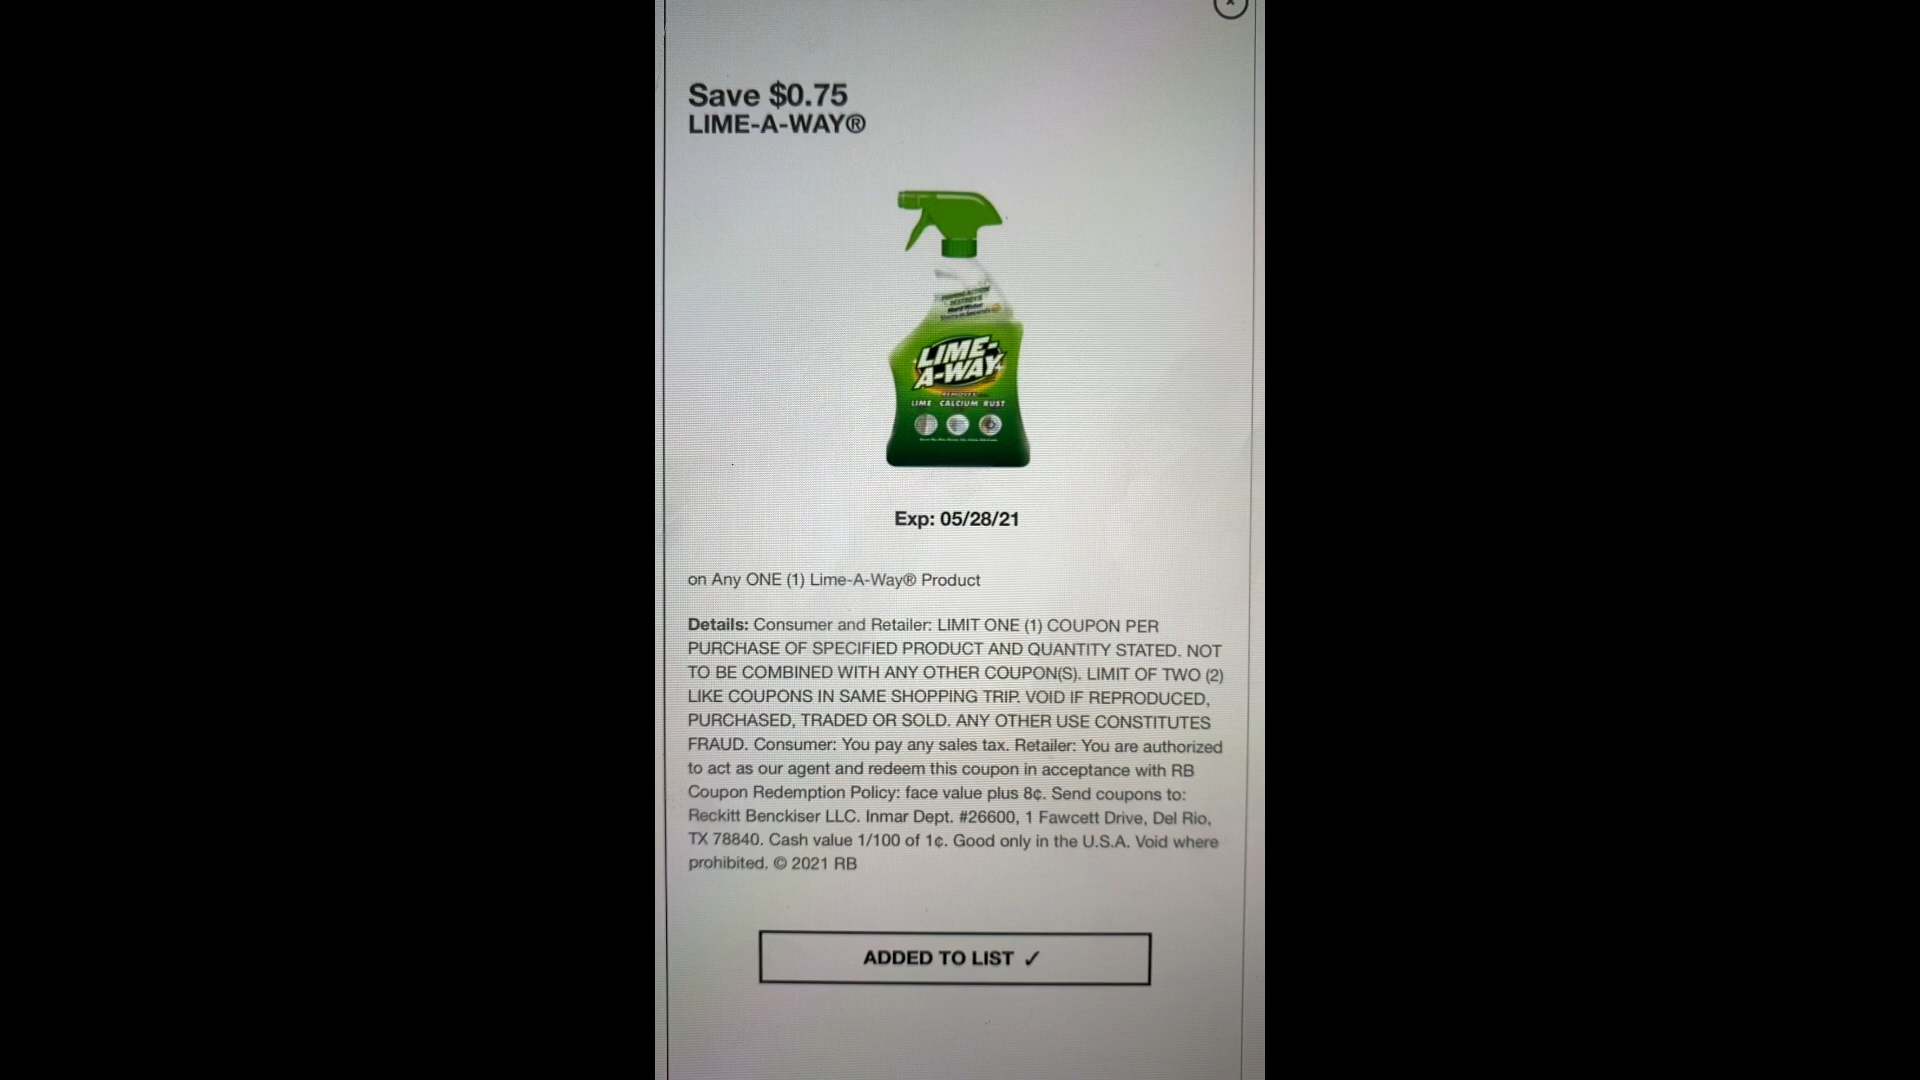 Save $0.75
LIME-A-WAY®
LIME-
A-WAY
LIME CALCIUM RUST
Exp: 05/28/21
on Any ONE (1) Lime-A-Way® Product
Details: Consumer and Retailer: LIMIT ONE (1) COUPON PER
PURCHASE OF SPECIFIED PRODUCT AND QUANTITY STATED. NOT
TO BE COMBINED WITH ANY OTHER COUPON(S). LIMIT OF TWO (2)
LIKE COUPONS IN SAME SHOPPING TRIP. VOID IF REPRODUCED,
PURCHASED, TRADED OR SOLD. ANY OTHER USE CONSTITUTES
FRAUD. Consumer: You pay any sales tax. Retailer: You are authorized
to act as our agent and redeem this coupon in acceptance with RB
Coupon Redemption Policy: face value plus 8¢. Send coupons to:
Reckitt Benckiser LLC. Inmar Dept. #26600, 1 Fawcett Drive, Del Rio,
TX 78840. Cash value 1/100 of 1¢. Good only in the U.S.A. Void where
prohibited. © 2021 RB
ADDED TO LIST ✓